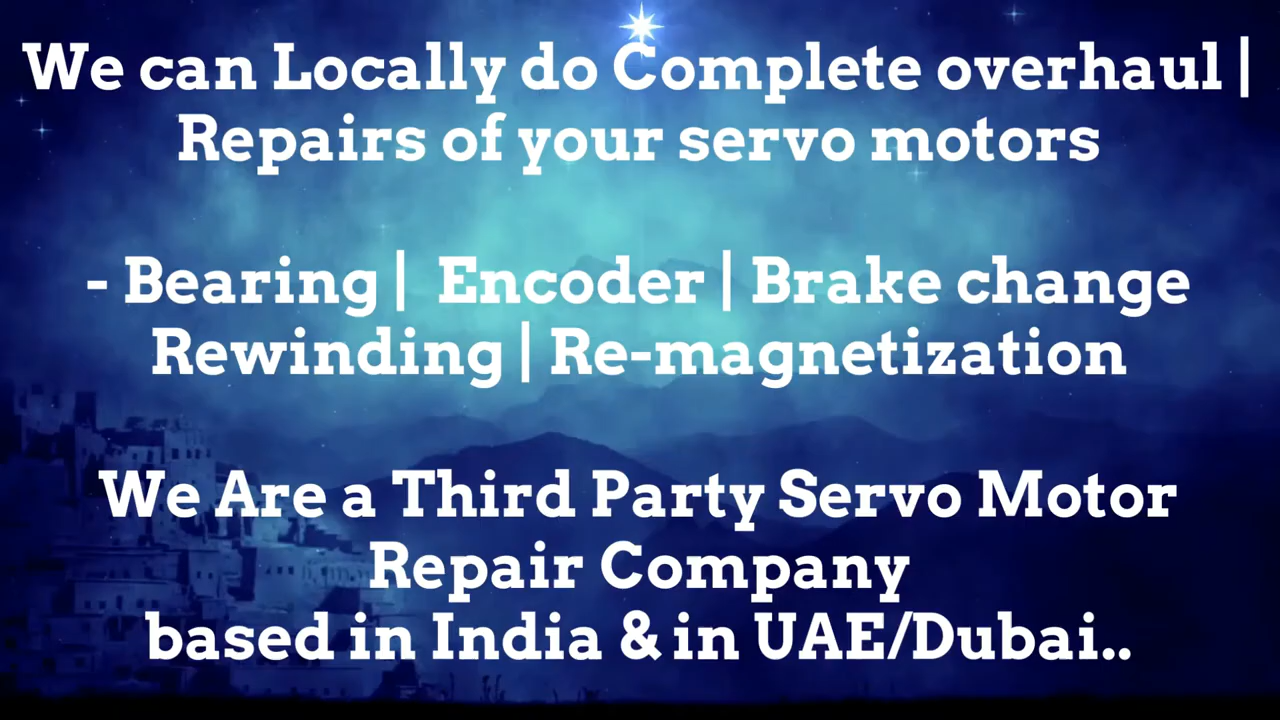 We can Locally do Complete overhaul |
Repairs of your servo motors
- Bearing | Encoder | Brake change
Rewinding | Re-magnetization
We Are a Third Party Servo Motor
Repair Company
based in India & in UAE/Dubai..